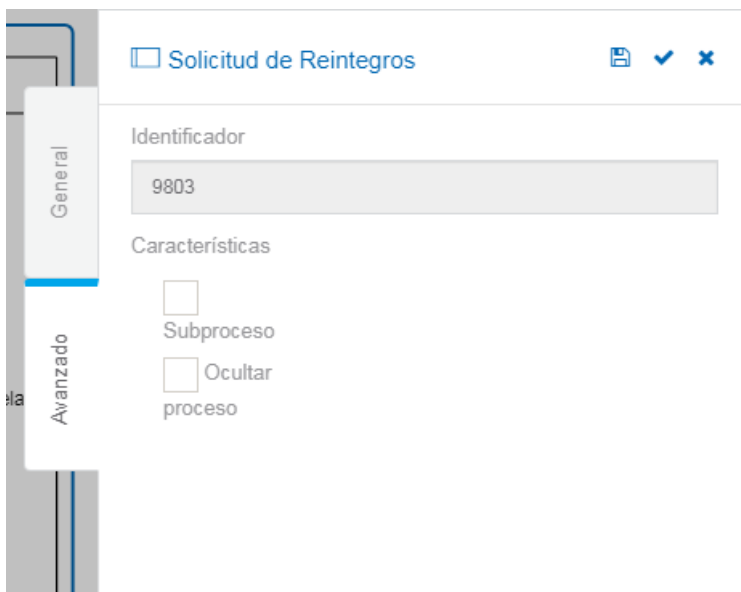 Solicitud de Reintegros
General
Identificador
9803
Características
Subproceso
Avanzado
Ocultar
proceso